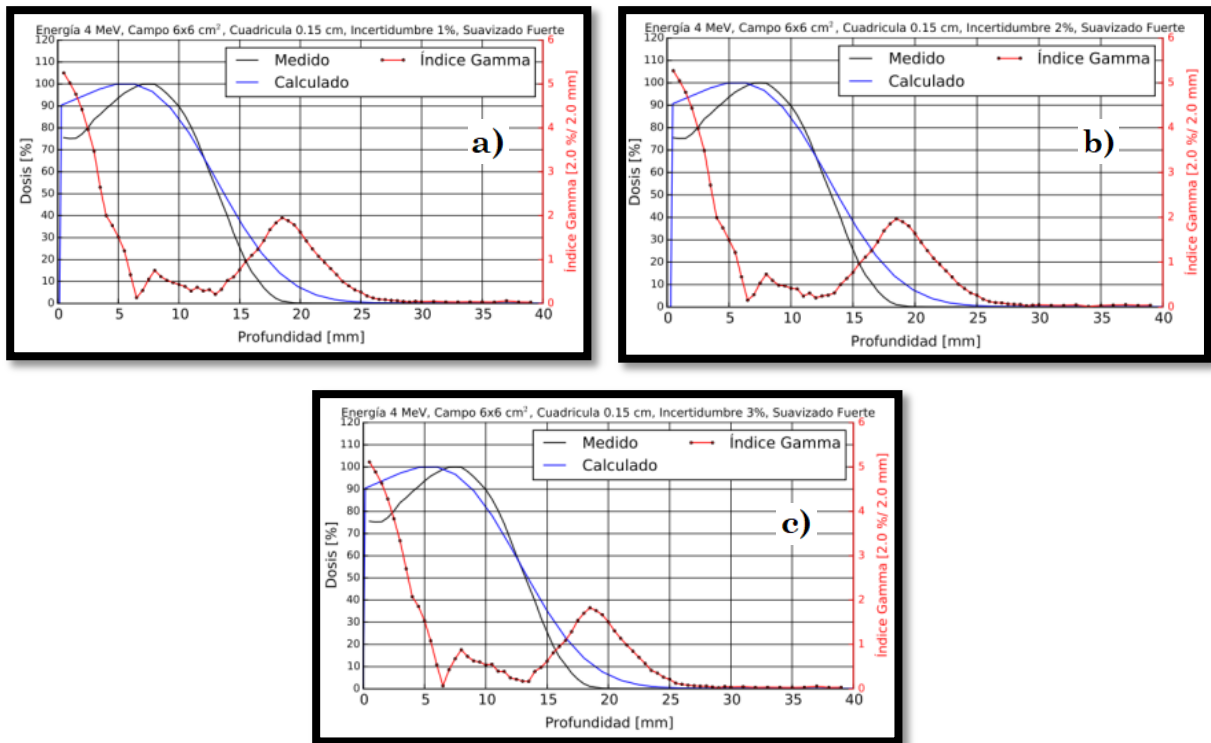 Energía 4 MeV, Campo 6x6 cm², Cuadricula 0.15 cm, Incertidumbre 1%, Suavizado Fuerte
Medido
Índice Gamma
Calculado
a)
Dosis [%]
120
110
100
90
80
70
60
50
40
30
20
10
0
6
5
4
3
2
1
0
Índice Gamma [2.0 %/ 2.0 mm]
0 5 10 15 20 25 30 35 40
Profundidad [mm]
Energía 4 MeV, Campo 6x6 cm², Cuadricula 0.15 cm, Incertidumbre 2%, Suavizado Fuerte
Medido
Índice Gamma
Calculado
b)
Dosis [%]
120
110
100
90
80
70
60
50
40
30
20
10
0
6
5
4
3
2
1
0
Índice Gamma [2.0 %/ 2.0 mm]
0 5 10 15 20 25 30 35 40
Profundidad [mm]
Energía 4 MeV, Campo 6x6 cm², Cuadricula 0.15 cm, Incertidumbre 3%, Suavizado Fuerte
Medido
Índice Gamma
Calculado
c)
Dosis [%]
120
110
100
90
80
70
60
50
40
30
20
10
0
6
5
4
3
2
1
0
Índice Gamma [2.0 %/ 2.0 mm]
0 5 10 15 20 25 30 35 40
Profundidad [mm]